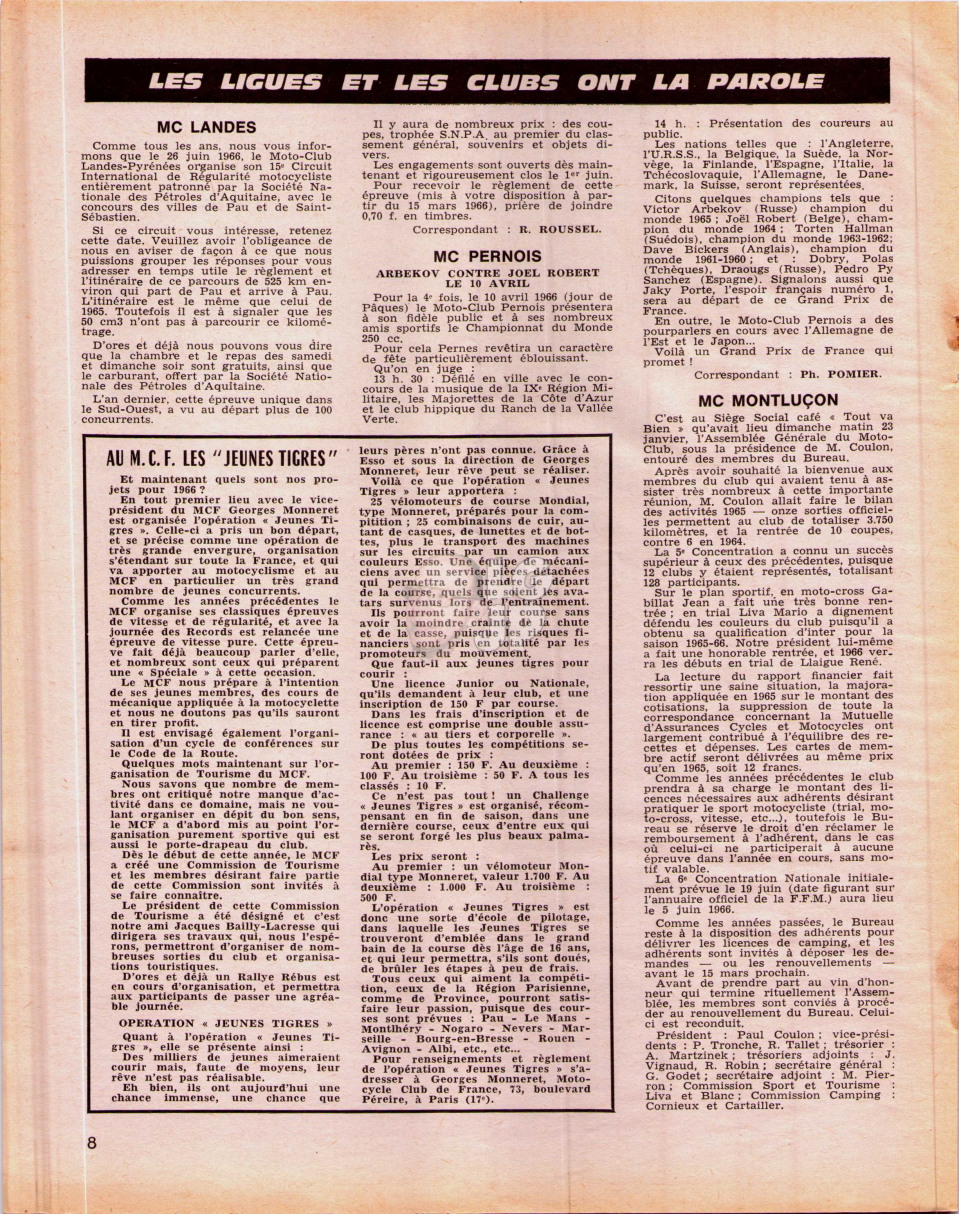 LES LIGUES ET LES CLUBS ONT LA PAROLE
MC LANDES
Comme tous les ans, nous vous infor-
mons que le 26 juin 1966, le Moto-Club
Landes-Pyrénées organise son 15e Circuit
International de Régularité motocycliste
entièrement patronné par la Société Na-
tionale des Pétroles d'Aquitaine, avec le
concours des villes de Pau et de Saint-
Sébastien.
Si ce circuit vous intéresse, retenez
cette date. Veuillez avoir l'obligeance de
nous en aviser de façon à ce que nous
puissions grouper les réponses pour vous
adresser en temps utile le règlement et
l'itinéraire de ce parcours de 525 km en-
viron qui part de Pau et arrive à Pau.
L'itinéraire est le même que celui de
1965. Toutefois il est à signaler que les
50 cm3 n'ont pas à parcourir ce kilomé-
trage.
D'ores et déjà nous pouvons vous dire
que la chambre et le repas des samedi
et dimanche soir sont gratuits, ainsi que
le carburant, offert par la Société Natio-
nale des Pétroles d'Aquitaine.
L'an dernier, cette épreuve unique dans
le Sud-Ouest, a vu au départ plus de 100
concurrents.
Il y aura de nombreux prix : des cou-
pes, trophée S.N.P.A. au premier du clas-
sement général, souvenirs et objets di-
vers.
Les engagements sont ouverts dès main-
tenant et rigoureusement clos le 1er juin.
Pour recevoir le règlement de cette
épreuve (mis à votre disposition à par-
tir du 15 mars 1966), prière de joindre
0,70 f. en timbres.
Correspondant : R. ROUSSEL.
MC PERNOIS
ARBEKOV CONTRE JOEL ROBERT
LE 10 AVRIL
Pour la 4e fois, le 10 avril 1966 (jour de
Pâques) le Moto-Club Pernois présentera
à son fidèle public et à ses nombreux
amis sportifs le Championnat du Monde
250 cc.
Pour cela Pernes revêtira un caractère
de fête particulièrement éblouissant.
Qu'on en juge :
13 h. 30 : Défilé en ville avec le con-
cours de la musique de la IXe Région Mi-
litaire, les Majorettes de la Côte d'Azur
et le club hippique du Ranch de la Vallée
Verte.
14 h. : Présentation des coureurs au
public.
Les nations telles que : l'Angleterre,
l'U.R.S.S., la Belgique, la Suède, la Nor-
vège, la Finlande, l'Espagne, l'Italie, la
Tchécoslovaquie, l'Allemagne, le Dane-
mark, la Suisse, seront représentées.
Citons quelques champions tels que :
Victor Arbekov (Russe) champion du
monde 1965 ; Joël Robert (Belge), cham-
pion du monde 1964 ; Torten Hallman
(Suédois), champion du monde 1963-1962;
Dave Bickers (Anglais), champion du
monde 1961-1960 ; et : Dobry, Polas
(Tchèques), Draougs (Russe), Pedro Py
Sanchez (Espagne). Signalons aussi que
Jaky Porte, l'espoir français numéro 1,
sera au départ de ce Grand Prix de
France.
En outre, le Moto-Club Pernois a des
pourparlers en cours avec l'Allemagne de
l'Est et le Japon...
Voilà un Grand Prix de France qui
promet !
Correspondant : Ph. POMIER.
MC MONTLUÇON
C'est au Siège Social café « Tout va
Bien » qu'avait lieu dimanche matin 23
janvier, l'Assemblée Générale du Moto-
Club, sous la présidence de M. Coulon,
entouré des membres du Bureau.
Après avoir souhaité la bienvenue aux
membres du club qui avaient tenu à as-
sister très nombreux à cette importante
réunion, M. Coulon allait faire le bilan
des activités 1965 — onze sorties officiel-
les permettent au club de totaliser 3.750
kilomètres, et la rentrée de 10 coupes,
contre 6 en 1964.
La 5e Concentration a connu un succès
supérieur à ceux des précédentes, puisque
12 clubs y étaient représentés, totalisant
128 participants.
Sur le plan sportif, en moto-cross Ga-
billat Jean a fait une très bonne ren-
trée ; en trial Liva Mario a dignement
défendu les couleurs du club puisqu'il a
obtenu sa qualification d'inter pour la
saison 1965-66. Notre président lui-même
a fait une honorable rentrée, et 1966 ver-
ra les débuts en trial de Llaigue René.
La lecture du rapport financier fait
ressortir une saine situation, la majora-
tion appliquée en 1965 sur le montant des
cotisations, la suppression de toute la
correspondance concernant la Mutuelle
d'Assurances Cycles et Motocycles ont
largement contribué à l'équilibre des re-
cettes et dépenses. Les cartes de mem-
bre actif seront délivrées au même prix
qu'en 1965, soit 12 francs.
Comme les années précédentes le club
prendra à sa charge le montant des li-
cences nécessaires aux adhérents désirant
pratiquer le sport motocycliste (trial, mo-
to-cross, vitesse, etc...), toutefois le Bu-
reau se réserve le droit d'en réclamer le
remboursement à l'adhérent, dans le cas
où celui-ci ne participerait à aucune
épreuve dans l'année en cours, sans mo-
tif valable.
La 6e Concentration Nationale initiale-
ment prévue le 19 juin (date figurant sur
l'annuaire officiel de la F.F.M.) aura lieu
le 5 juin 1966.
Comme les années passées, le Bureau
reste à la disposition des adhérents pour
délivrer les licences de camping, et les
adhérents sont invités à déposer les de-
mandes — ou les renouvellements —
avant le 15 mars prochain.
Avant de prendre part au vin d'hon-
neur qui termine rituellement l'Assem-
blée, les membres sont conviés à procé-
der au renouvellement du Bureau. Celui-
ci est reconduit.
Président : Paul Coulon ; vice-prési-
dents : P. Tronche, R. Tallet ; trésorier :
A. Martzinek ; trésoriers adjoints : J.
Vignaud, R. Robin ; secrétaire général :
G. Godet ; secrétaire adjoint : M. Pier-
ron ; Commission Sport et Tourisme :
Liva et Blanc ; Commission Camping :
Cornieux et Cartailler.
AU M.C.F. LES "JEUNES TIGRES"
Et maintenant quels sont nos pro-
jets pour 1966 ?
En tout premier lieu avec le vice-
président du MCF Georges Monneret
est organisée l'opération « Jeunes Ti-
gres ». Celle-ci a pris un bon départ,
et se précise comme une opération de
très grande envergure, organisation
s'étendant sur toute la France, et qui
va apporter au motocyclisme et au
MCF en particulier un très grand
nombre de jeunes concurrents.
Comme les années précédentes le
MCF organise ses classiques épreuves
de vitesse et de régularité, et avec la
journée des Records est relancée une
épreuve de vitesse pure. Cette épreu-
ve fait déjà beaucoup parler d'elle,
et nombreux sont ceux qui préparent
une « Spéciale » à cette occasion.
Le MCF nous prépare à l'intention
de ses jeunes membres, des cours de
mécanique appliquée à la motocyclette
et nous ne doutons pas qu'ils sauront
en tirer profit.
Il est envisagé également l'organi-
sation d'un cycle de conférences sur
le Code de la Route.
Quelques mots maintenant sur l'or-
ganisation de Tourisme du MCF.
Nous savons que nombre de mem-
bres ont critiqué notre manque d'ac-
tivité dans ce domaine, mais ne vou-
lant organiser en dépit du bon sens,
le MCF a d'abord mis au point l'or-
ganisation purement sportive qui est
aussi le porte-drapeau du club.
Dès le début de cette année, le MCF
a créé une Commission de Tourisme
et les membres désirant faire partie
de cette Commission sont invités à
se faire connaître.
Le président de cette Commission
de Tourisme a été désigné et c'est
notre ami Jacques Bailly-Lacresse qui
dirigera ses travaux qui, nous l'espé-
rons, permettront d'organiser de nom-
breuses sorties du club et organisa-
tions touristiques.
D'ores et déjà un Rallye Rébus est
en cours d'organisation, et permettra
aux participants de passer une agréa-
ble journée.
OPERATION « JEUNES TIGRES »
Quant à l'opération « Jeunes Ti-
gres », elle se présente ainsi :
Des milliers de jeunes aimeraient
courir mais, faute de moyens, leur
rêve n'est pas réalisable.
Eh bien, ils ont aujourd'hui une
chance immense, une chance que
leurs pères n'ont pas connue. Grâce à
Esso et sous la direction de Georges
Monneret, leur rêve peut se réaliser.
Voilà ce que l'opération « Jeunes
Tigres » leur apportera :
25 vélomoteurs de course Mondial,
type Monneret, préparés pour la com-
pitition ; 25 combinaisons de cuir, au-
tant de casques, de lunettes et de bot-
tes, plus le transport des machines
sur les circuits par un camion aux
couleurs Esso. Une équipe de mécani-
ciens avec un service pièces détachées
qui permettra de prendre le départ
de la course, quels que soient les ava-
tars survenus lors de l'entraînement.
Ils pourront faire leur course sans
avoir la moindre crainte de la chute
et de la casse, puisque les risques fi-
nanciers sont pris en totalité par les
promoteurs du mouvement.
Que faut-il aux jeunes tigres pour
courir :
Une licence Junior ou Nationale,
qu'ils demandent à leur club, et une
inscription de 150 F par course.
Dans les frais d'inscription et de
licence est comprise une double assu-
rance : « au tiers et corporelle ».
De plus toutes les compétitions se-
ront dotées de prix :
Au premier : 150 F. Au deuxième :
100 F. Au troisième : 50 F. A tous les
classés : 10 F.
Ce n'est pas tout ! un Challenge
« Jeunes Tigres » est organisé, récom-
pensant en fin de saison, dans une
dernière course, ceux d'entre eux qui
se seront forgé les plus beaux palma-
rès.
Les prix seront :
Au premier : un vélomoteur Mon-
dial type Monneret, valeur 1.700 F. Au
deuxième : 1.000 F. Au troisième :
500 F.
L'opération « Jeunes Tigres » est
donc une sorte d'école de pilotage,
dans laquelle les Jeunes Tigres se
trouveront d'emblée dans le grand
bain de la course dès l'âge de 16 ans,
et qui leur permettra, s'ils sont doués,
de brûler les étapes à peu de frais.
Tous ceux qui aiment la compéti-
tion, ceux de la Région Parisienne,
comme de Province, pourront satis-
faire leur passion, puisque des cour-
ses sont prévues : Pau - Le Mans -
Montlhéry - Nogaro - Nevers - Mar-
seille - Bourg-en-Bresse - Rouen -
Avignon - Albi, etc., etc...
Pour renseignements et règlement
de l'opération « Jeunes Tigres » s'a-
dresser à Georges Monneret, Moto-
cycle Club de France, 73, boulevard
Péreire, à Paris (17e).
8